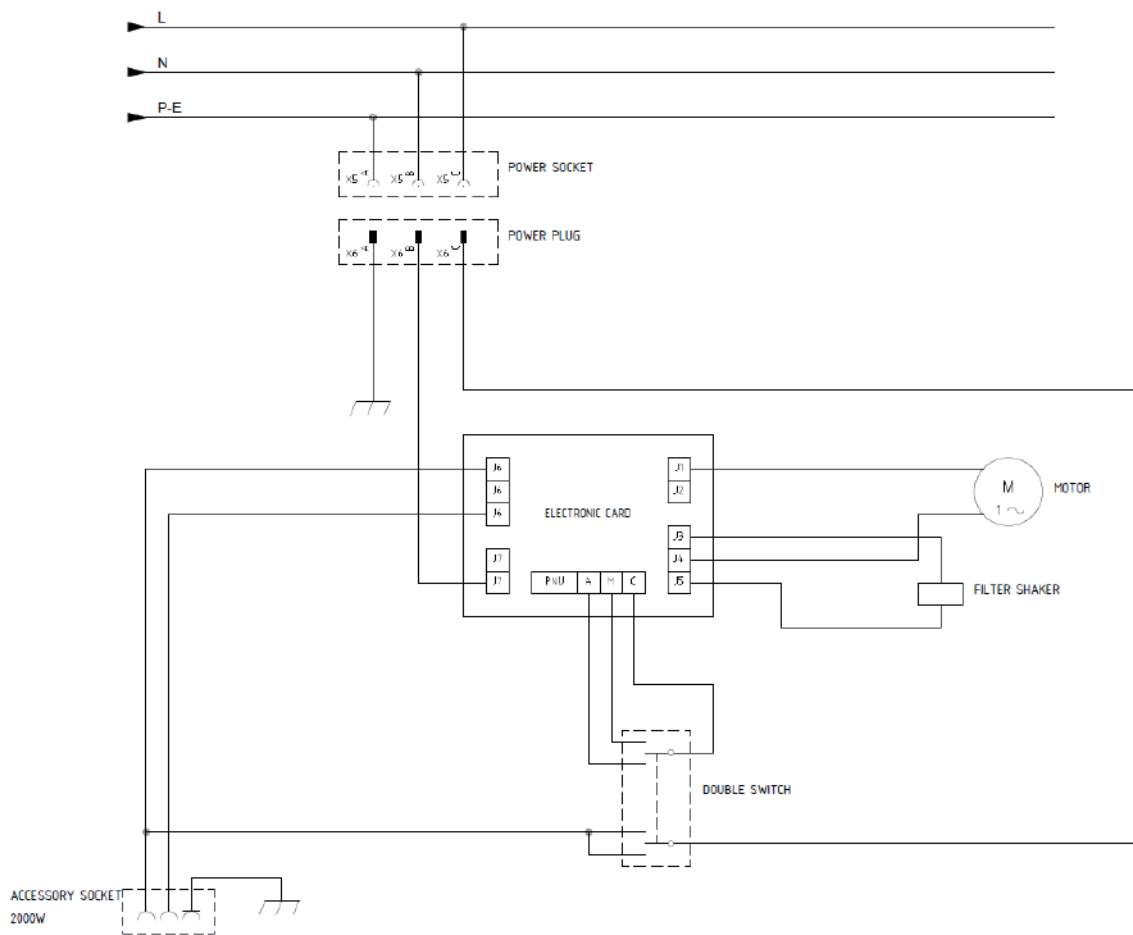 L
N
P-E
X5 A X5 B X5 C
POWER SOCKET
X6 A X6 B X6 C
POWER PLUG
J6
J6
J6
J7
J7
ELECTRONIC CARD
PNU A M C
J1
J2
J3
J4
J5
M
1
MOTOR
FILTER SHAKER
DOUBLE SWITCH
ACCESSORY SOCKET
2000W